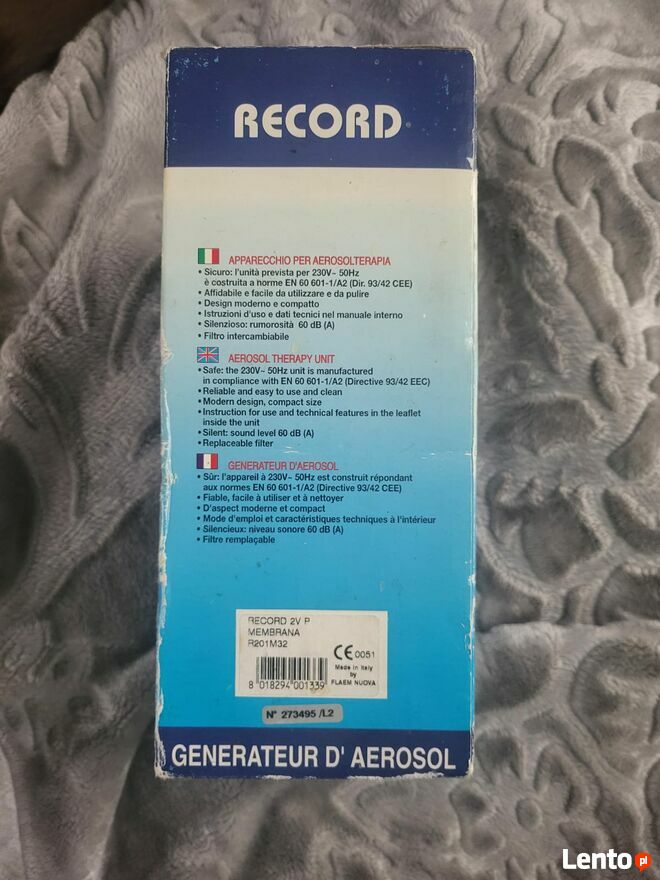 RECORD
APPARECCHIO PER AEROSOLTERAPIA
• Sicuro: l'unità prevista per 230V~ 50Hz
è costruita a norme EN 60 601-1/A2 (Dir. 93/42 CEE)
• Affidabile e facile da utilizzare e da pulire
• Design moderno e compatto
• Istruzioni d'uso e dati tecnici nel manuale interno
• Silenzioso: rumorosità 60 dB (A)
• Filtro intercambiabile
AEROSOL THERAPY UNIT
• Safe: the 230V~ 50Hz unit is manufactured
in compliance with EN 60 601-1/A2 (Directive 93/42 EEC)
• Reliable and easy to use and clean
• Modern design, compact size
• Instruction for use and technical features in the leaflet
inside the unit
• Silent: sound level 60 dB (A)
• Replaceable filter
GENERATEUR D'AEROSOL
• Sûr: l'appareil à 230V~ 50Hz est construit répondant
aux normes EN 60 601-1/A2 (Directive 93/42 CEE)
• Fiable, facile à utiliser et à nettoyer
• D'aspect moderne et compact
• Mode d'emploi et caractéristiques techniques à l'intérieur
• Silencieux: niveau sonore 60 dB (A)
• Filtre remplaçable
RECORD 2V P
MEMBRANA
R201M32
CE 0051
Made in Italy
by
FLAEM NUOVA
8 018294 001339
N° 273495 /L2
GENERATEUR D' AEROSOL
Lento pl